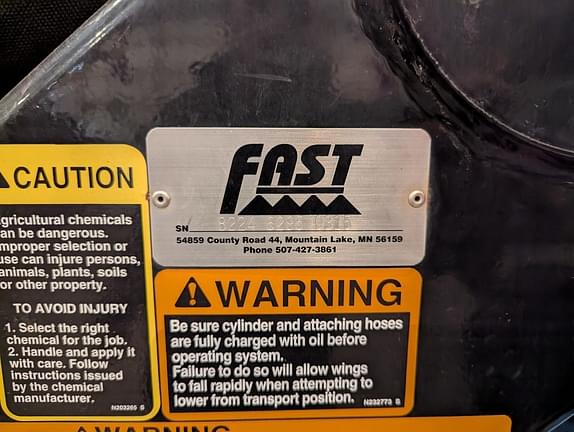 CAUTION
gricultural chemicals
an be dangerous.
mproper selection or
use can injure persons,
animals, plants, soils
or other property.
TO AVOID INJURY
1. Select the right
chemical for the job.
2. Handle and apply it
with care. Follow
instructions issued
by the chemical
manufacturer.
N203265 S
FAST
SN
54859 County Road 44, Mountain Lake, MN 56159
Phone 507-427-3861
WARNING
Be sure cylinder and attaching hoses
are fully charged with oil before
operating system.
Failure to do so will allow wings
to fall rapidly when attempting to
lower from transport position.
N232773 S
WARNING